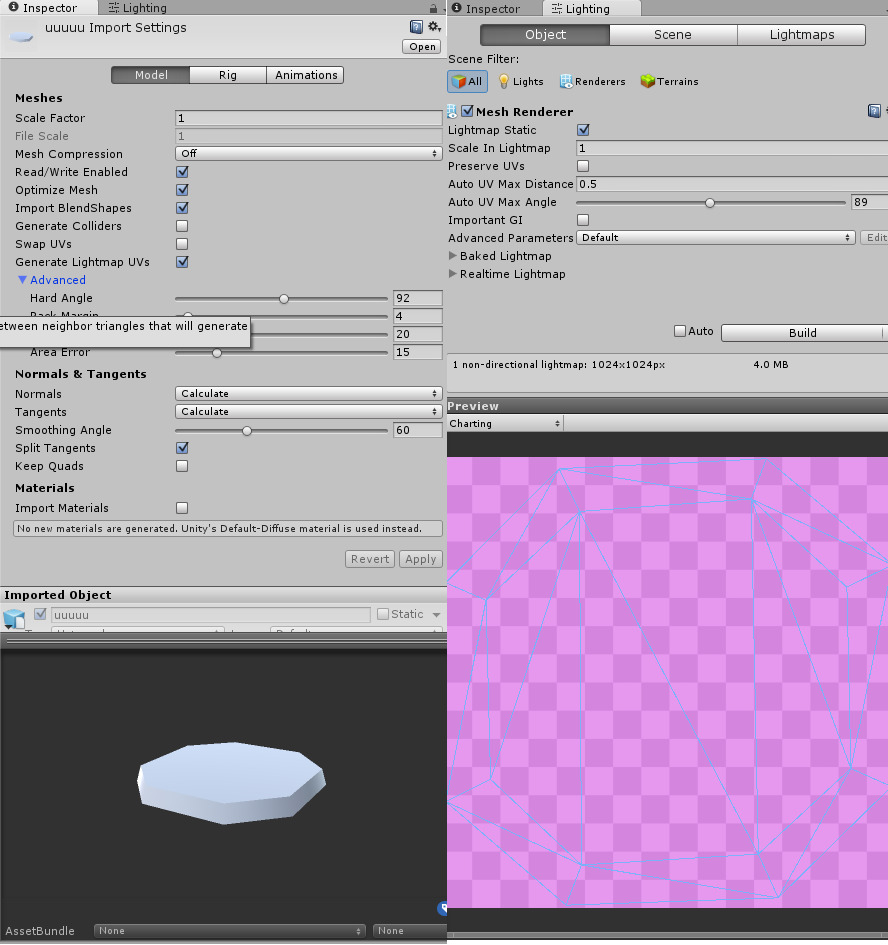 Inspector
Lighting
uuuuu Import Settings
Open
Model
Rig
Animations
Meshes
Scale Factor
1
File Scale
1
Mesh Compression
Off
Read/Write Enabled
Optimize Mesh
Import BlendShapes
Generate Colliders
Swap UVs
Generate Lightmap UVs
Advanced
Hard Angle
92
Pack Margin
4
etween neighbor triangles that will generate
20
Area Error
15
Normals & Tangents
Normals
Calculate
Tangents
Calculate
Smoothing Angle
60
Split Tangents
Keep Quads
Materials
Import Materials
No new materials are generated. Unity's Default-Diffuse material is used instead.
Revert
Apply
Imported Object
uuuuu
Static
AssetBundle
None
None
Inspector
Lighting
Object
Scene
Lightmaps
Scene Filter:
All
Lights
Renderers
Terrains
Mesh Renderer
Lightmap Static
Scale In Lightmap
1
Preserve UVs
Auto UV Max Distance
0.5
Auto UV Max Angle
89
Important GI
Advanced Parameters
Default
Edit
Baked Lightmap
Realtime Lightmap
Auto
Build
1 non-directional lightmap: 1024x1024px
4.0 MB
Preview
Charting